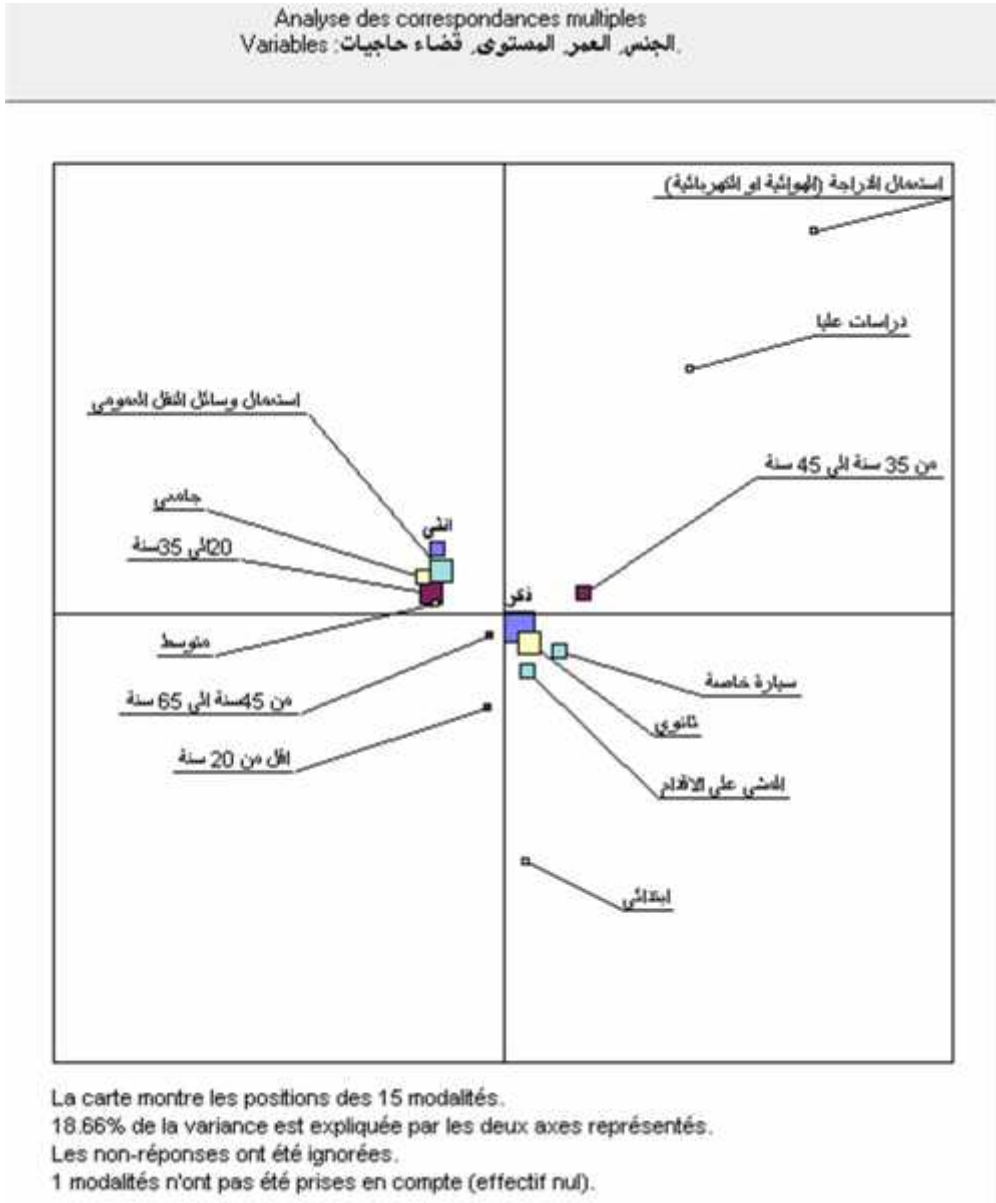 Analyse des correspondances multiples
Variables : الجنس, العمر, المستوى, قضاء حاجيات.
استعمال الدراجة (الهوائية او الكهربائية)
دراسات عليا
استعمال وسائل النقل العمومي
من 35 سنة الى 45 سنة
جامعي
انثي
20الى 35سنة
ذكر
متوسط
سيارة خاصة
من 45سنة الى 65 سنة
ثانوي
اقل من 20 سنة
المشي على الاقدام
ابتدائي
La carte montre les positions des 15 modalités.
18.66% de la variance est expliquée par les deux axes représentés.
Les non-réponses ont été ignorées.
1 modalités n'ont pas été prises en compte (effectif nul).